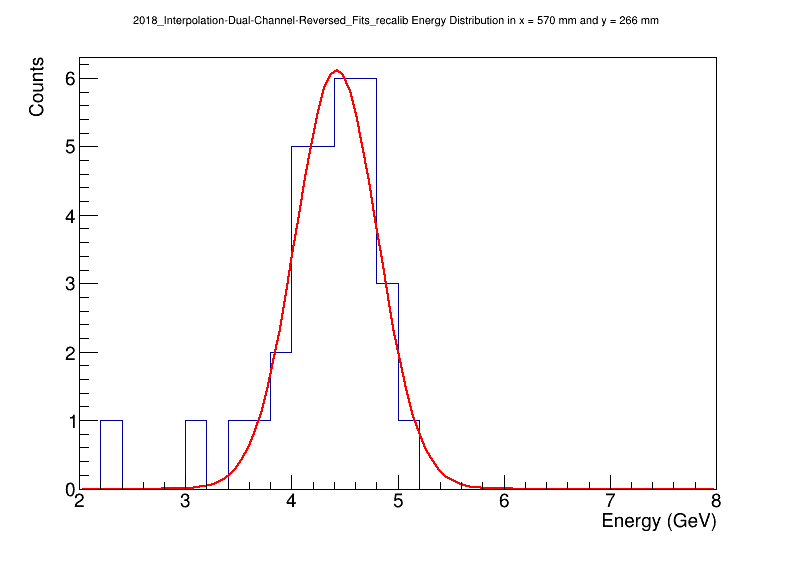 2018_Interpolation-Dual-Channel-Reversed_Fits_recalib Energy Distribution in x = 570 mm and y = 266 mm
Counts
6
5
4
3
2
1
0
2 3 4 5 6 7 8
Energy (GeV)